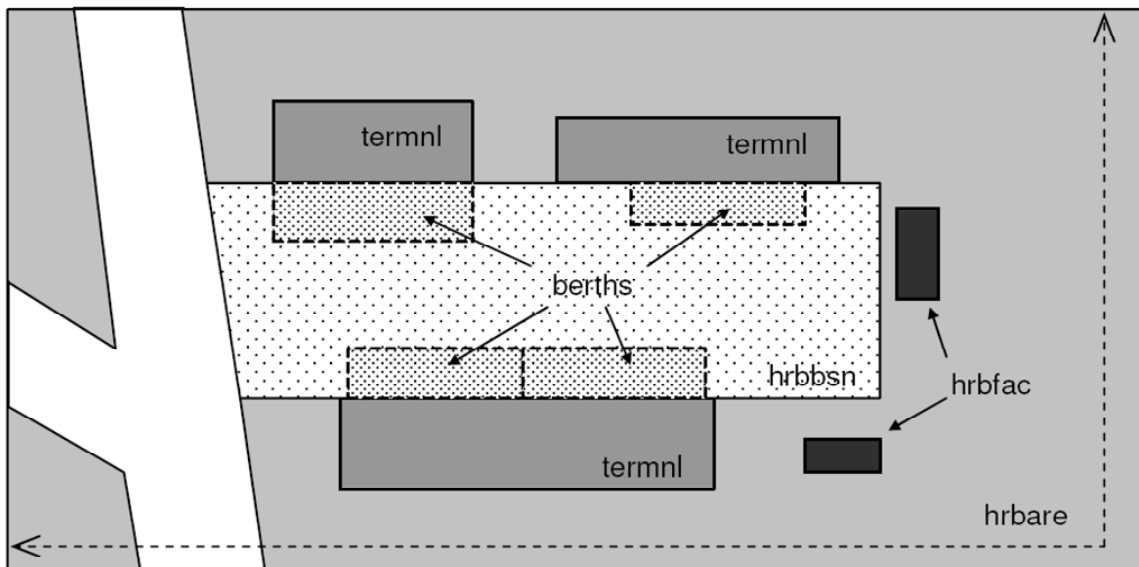 termnl
termnl
berths
hrbbsn
hrbfac
termnl
hrbare